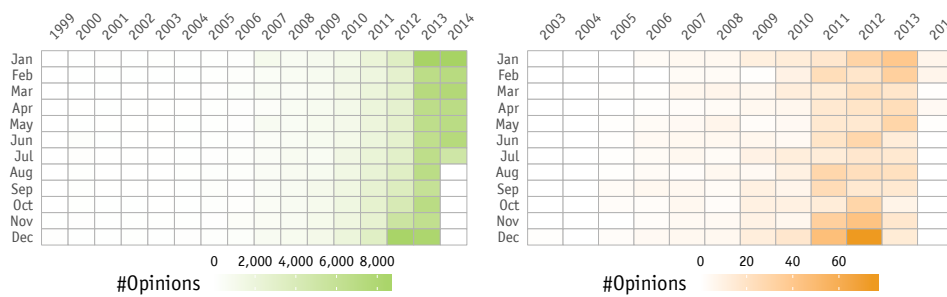 1999 2000 2001 2002 2003 2004 2005 2006 2007 2008 2009 2010 2011 2012 2013 2014
Jan
Feb
Mar
Apr
May
Jun
Jul
Aug
Sep
Oct
Nov
Dec
0 2,000 4,000 6,000 8,000
#Opinions
2003 2004 2005 2006 2007 2008 2009 2010 2011 2012 2013
Jan
Feb
Mar
Apr
May
Jun
Jul
Aug
Sep
Oct
Nov
Dec
0 20 40 60
#Opinions